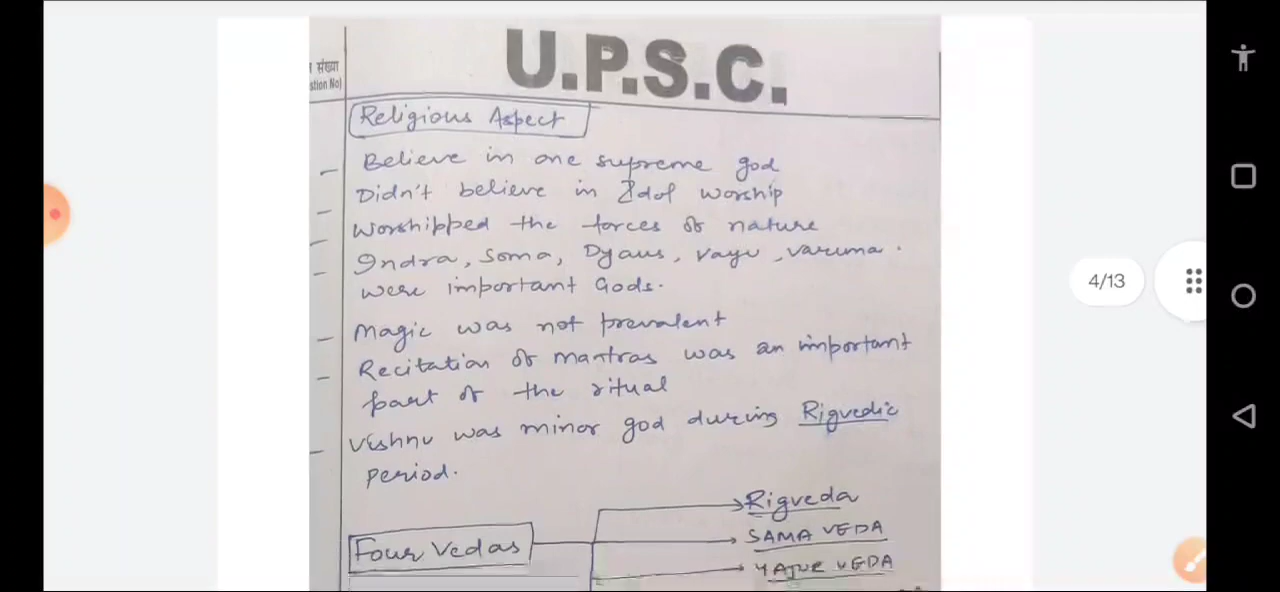 U.P.S.C.
संख्या
stion No)
Religious Aspect
- Believe in one supreme god
- Didn't believe in Idol worship
- Worshipped the forces of nature
- Indra, Soma, Dyaus, Vayu, Varuna.
were important Gods.
- Magic was not prevalent
- Recitation of mantras was an important
part of the ritual
- Vishnu was minor god during Rigvedic
period.
Four Vedas
Rigveda
SAMA VEDA
YAJUR VEDA
4/13